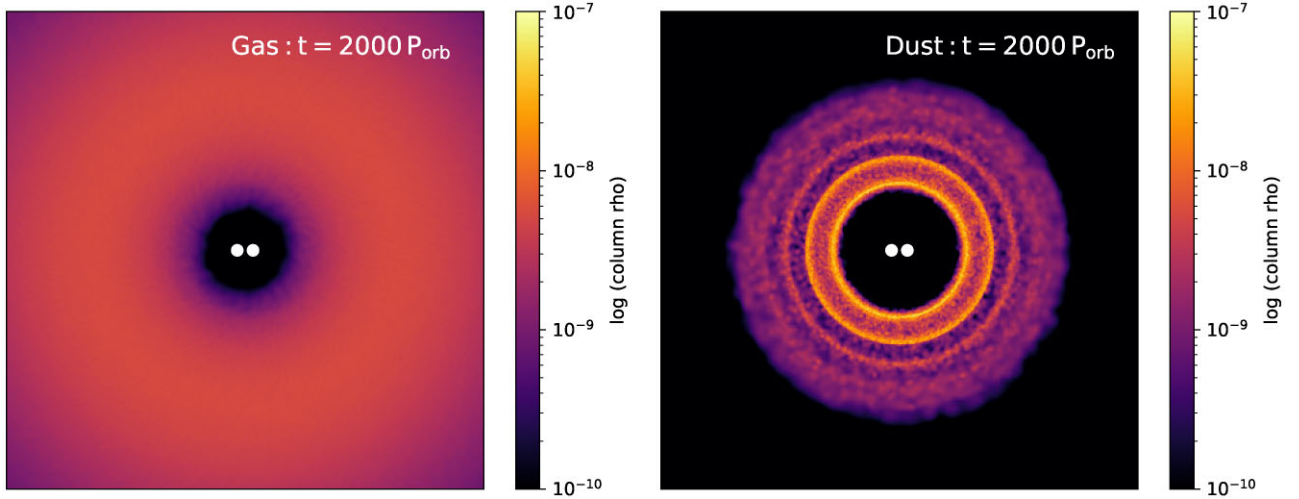 Gas : t = 2000 P_orb
10^-7
10^-8
10^-9
10^-10
log (column rho)
Dust : t = 2000 P_orb
10^-7
10^-8
10^-9
10^-10
log (column rho)